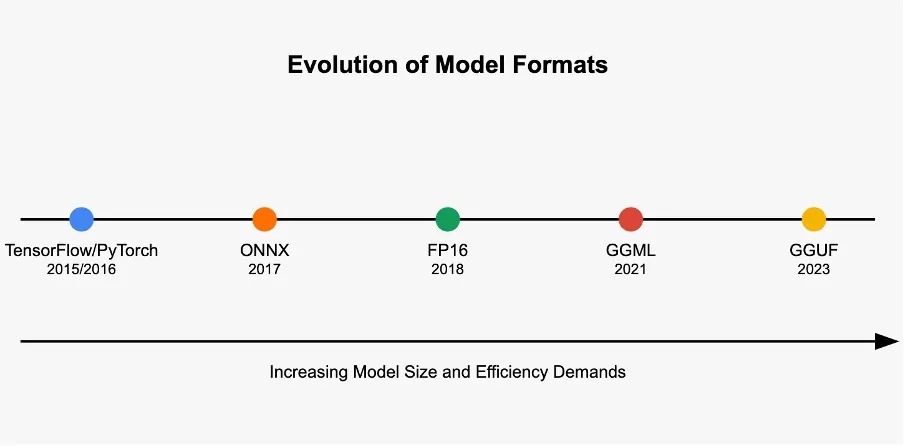 Evolution of Model Formats
TensorFlow/PyTorch
2015/2016
ONNX
2017
FP16
2018
GGML
2021
GGUF
2023
Increasing Model Size and Efficiency Demands